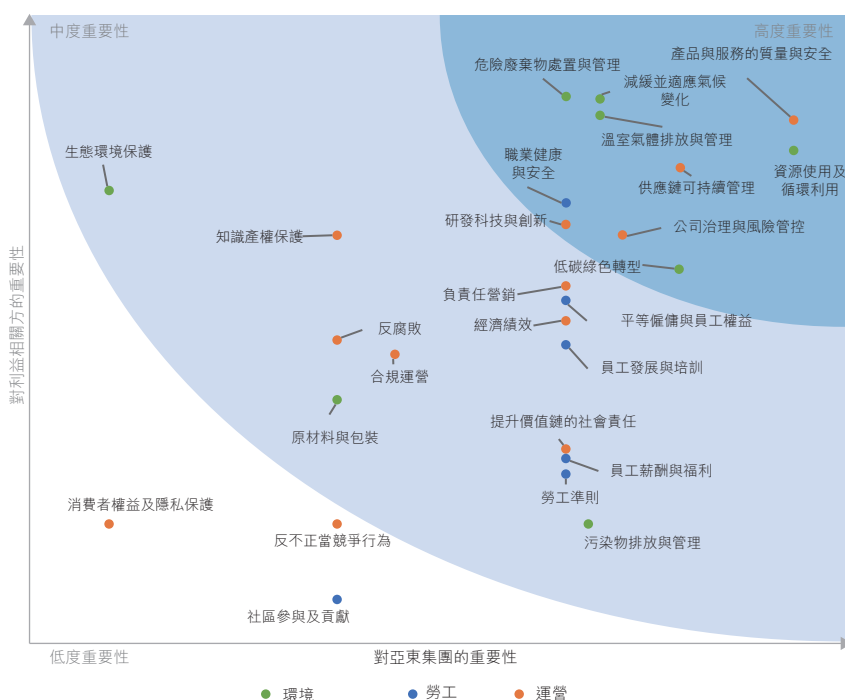 中度重要性
高度重要性
產品與服務的質量與安全
危險廢棄物處置與管理
減緩並適應氣候
變化
溫室氣體排放與管理
生態環境保護
職業健康
與安全
資源使用及
循環利用
供應鏈可持續管理
研發科技與創新
公司治理與風險管控
知識產權保護
低碳綠色轉型
負責任營銷
平等僱傭與員工權益
經濟績效
反腐敗
員工發展與培訓
合規運營
提升價值鏈的社會責任
原材料與包裝
員工薪酬與福利
勞工準則
消費者權益及隱私保護
反不正當競爭行為
污染物排放與管理
社區參與及貢獻
對利益相關方的重要性
低度重要性
對亞東集團的重要性
環境
勞工
運營